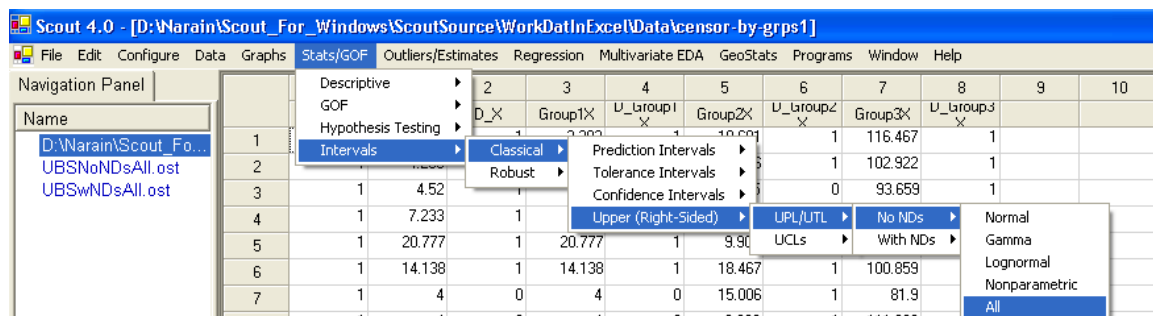 Scout 4.0 - [D:\Narain\Scout_For_Windows\ScoutSource\WorkDatInExcel\Data\censor-by-grps1]
File Edit Configure Data Graphs Stats/GOF Outliers/Estimates Regression Multivariate EDA GeoStats Programs Window Help
Navigation Panel
Name
D:\Narain\Scout_Fo...
UBSNoNDsAll.ost
UBSwNDsAll.ost
Descriptive
GOF
Hypothesis Testing
Intervals
Classical
Robust
Prediction Intervals
Tolerance Intervals
Confidence Intervals
Upper (Right-Sided)
UPL/UTL
UCLs
No NDs
With NDs
Normal
Gamma
Lognormal
Nonparametric
All
2 3 4 5 6 7 8 9 10
D_X Group1X D_Group1X Group2X D_Group2X Group3X D_Group3X
1 1 116.467 1
2 1 102.922 1
3 1 4.52 0 93.659 1
4 1 7.233 1
5 1 20.777 1 20.777 1
6 1 14.138 1 14.138 1 18.467 1 100.859
7 1 4 0 4 0 15.006 1 81.9